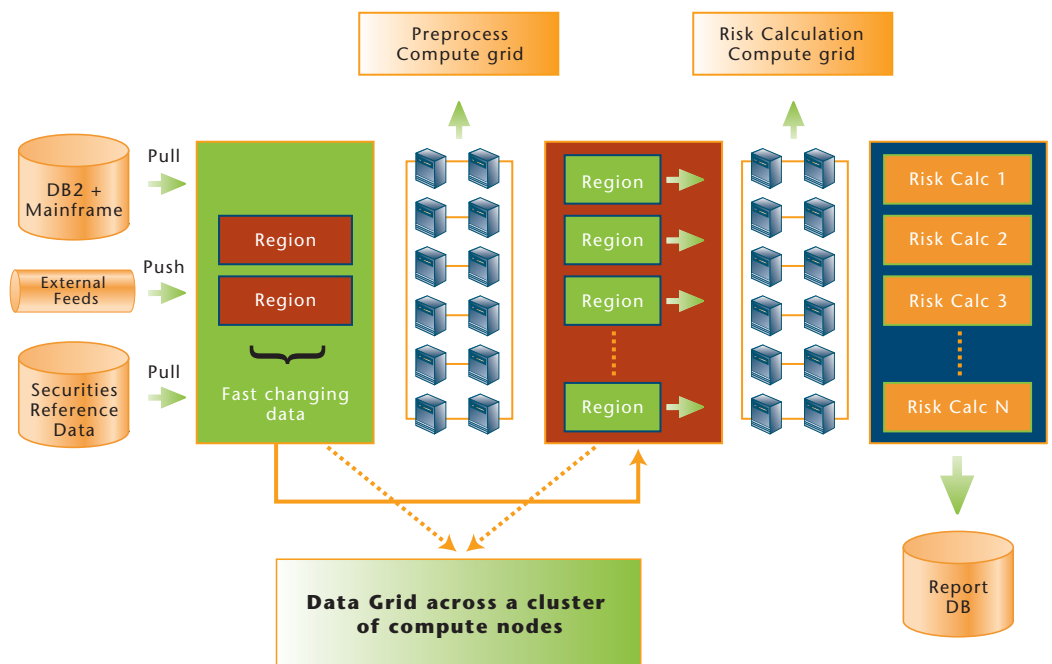 Preprocess
Compute grid
Risk Calculation
Compute grid
DB2 +
Mainframe
Pull
External
Feeds
Push
Securities
Reference
Data
Pull
Region
Region
Fast changing
data
Region
Region
Region
Region
Risk Calc 1
Risk Calc 2
Risk Calc 3
Risk Calc N
Data Grid across a cluster
of compute nodes
Report
DB